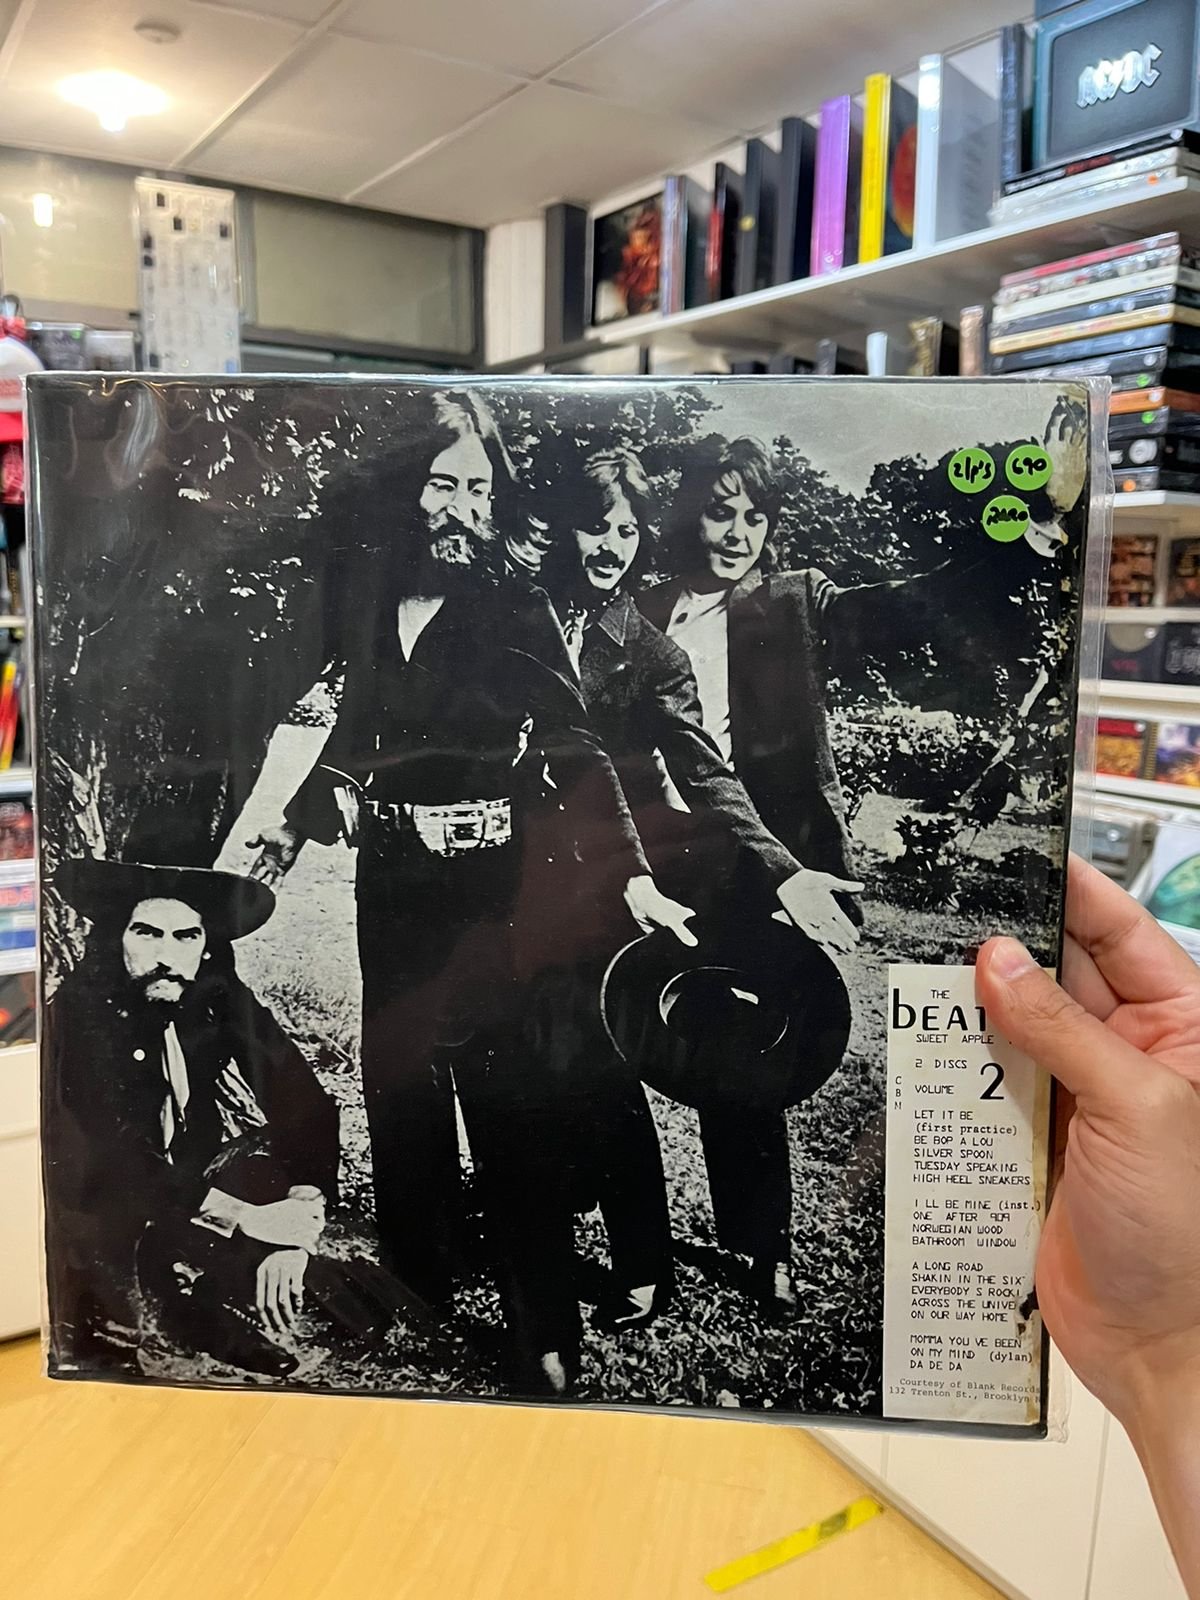 AC/DC
2lp's
690
RARE
THE
bEAT
SWEET APPLE
2 DISCS
CBM
VOLUME 2
LET IT BE
(first practice)
BE BOP A LOU
SILVER SPOON
TUESDAY SPEAKING
HIGH HEEL SNEAKERS
I LL BE MINE (inst.)
ONE AFTER 909
NORWEGIAN WOOD
BATHROOM WINDOW
A LONG ROAD
SHAKIN IN THE SIX
EVERYBODY S ROCKI
ACROSS THE UNIVE
ON OUR WAY HOME
MOMMA YOU VE BEEN
ON MY MIND (dylan)
DA DE DA
Courtesy of Blank Records
132 Trenton St., Brooklyn N